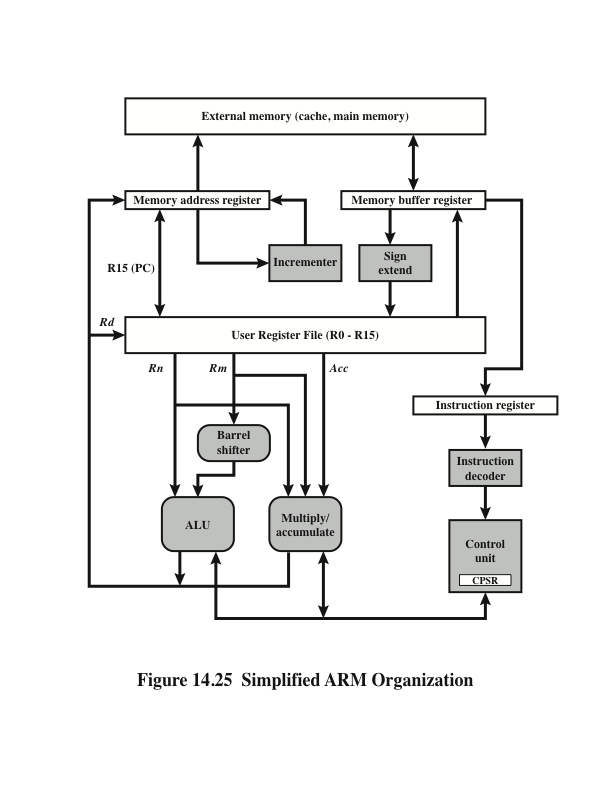 External memory (cache, main memory)
Memory address register
Memory buffer register
R15 (PC)
Incrementer
Sign
extend
Rd
User Register File (R0 - R15)
Rn
Rm
Acc
Instruction register
Barrel
shifter
Instruction
decoder
ALU
Multiply/
accumulate
Control
unit
CPSR
Figure 14.25 Simplified ARM Organization